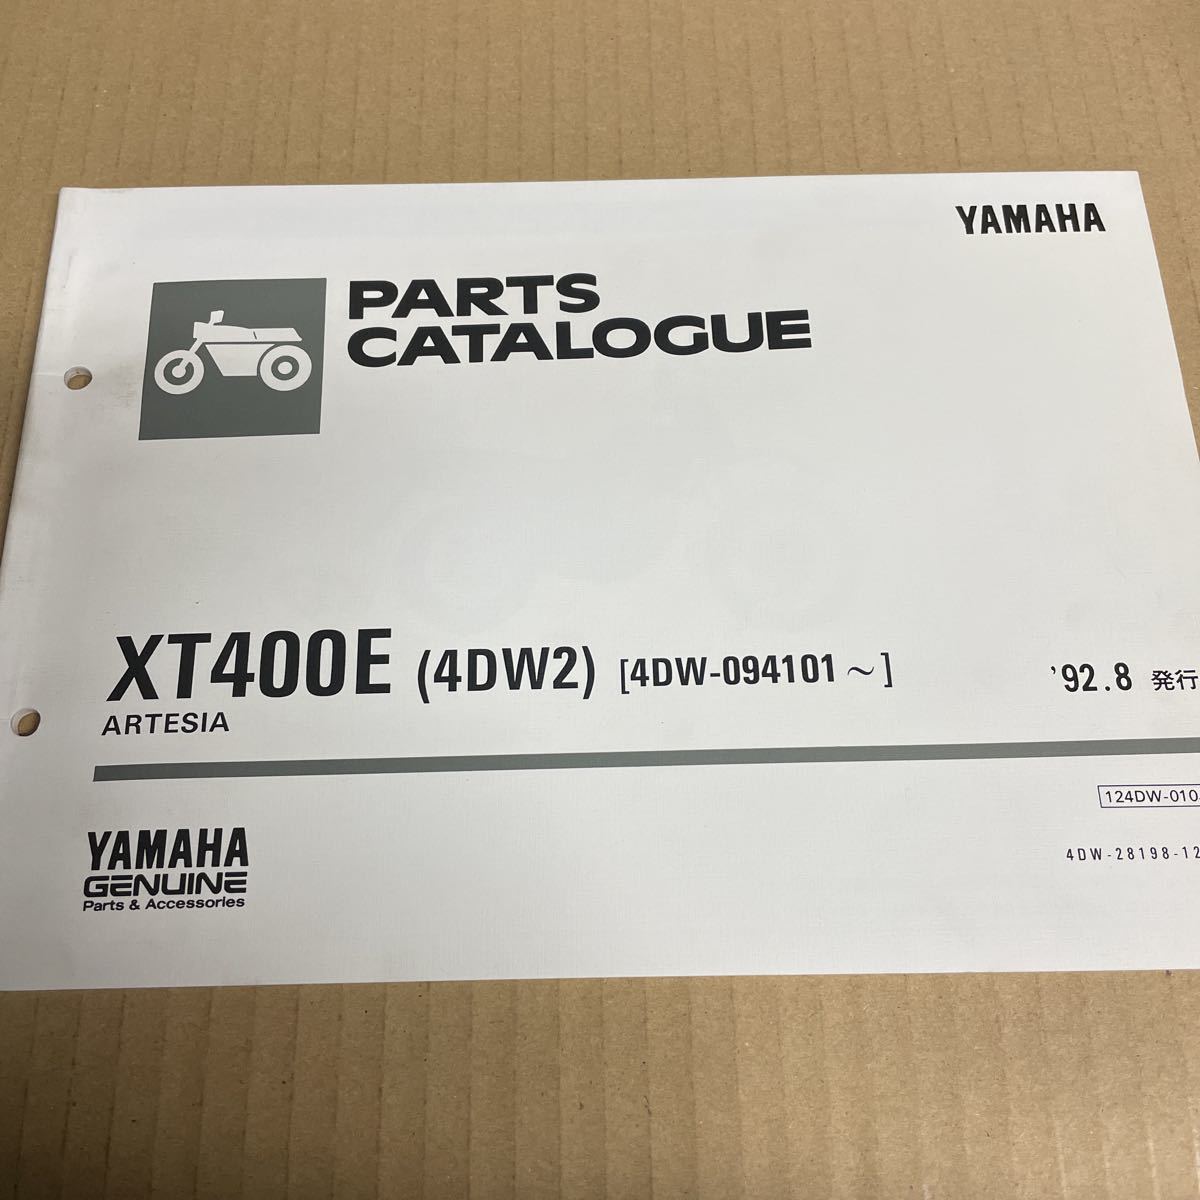 YAMAHA
PARTS
CATALOGUE
XT400E (4DW2) [4DW-094101～]
'92.8 発行
ARTESIA
124DW-010
4DW-28198-12
YAMAHA
GENUINE
Parts & Accessories